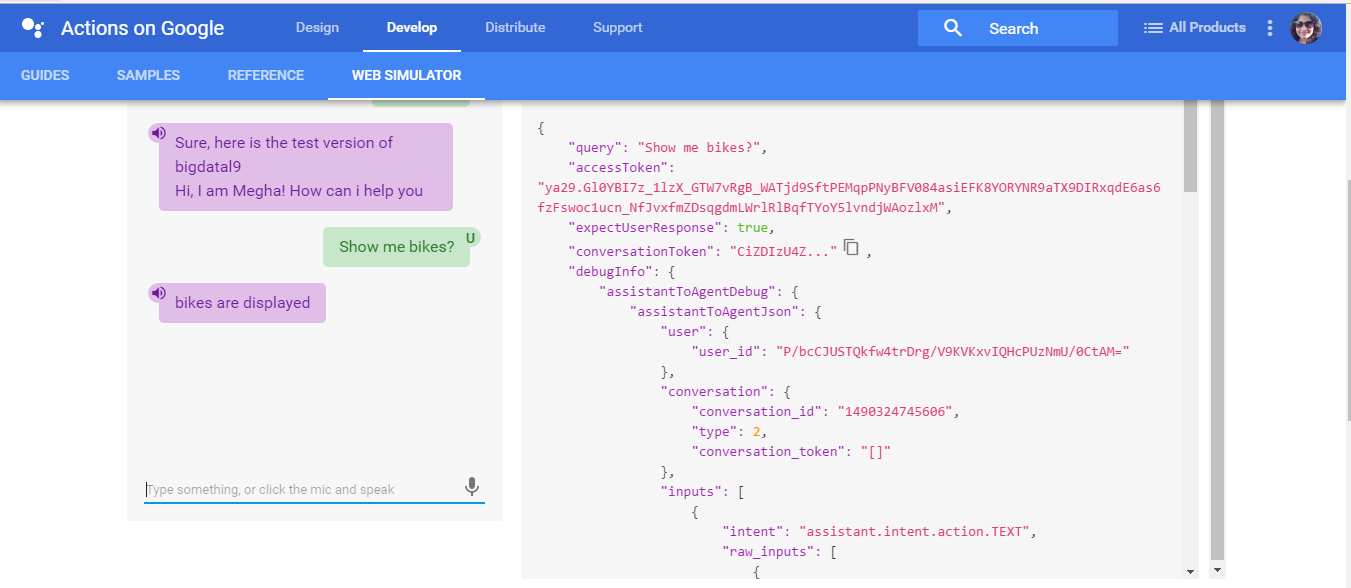 Actions on Google
Design
Develop
Distribute
Support
Search
All Products
GUIDES
SAMPLES
REFERENCE
WEB SIMULATOR
Sure, here is the test version of
bigdatal9
Hi, I am Megha! How can i help you
Show me bikes?
U
bikes are displayed
Type something, or click the mic and speak
{
"query": "Show me bikes?",
"accessToken":
"ya29.Gl0YBI7z_1lzX_GTW7vRgB_WATjd9SftPEMqpPNyBFV084asiEFK8YORYNR9aTX9DIRxqdE6as6
fzFswoc1ucn_NfJvxfmZDsqgdmLWrlRlBqfTYoY5lvndjWAozlxM",
"expectUserResponse": true,
"conversationToken": "CiZDIzU4Z..." ,
"debugInfo": {
"assistantToAgentDebug": {
"assistantToAgentJson": {
"user": {
"user_id": "P/bcCJUSTQkfw4trDrg/V9KVKxvIQHcPUzNmU/0CtAM="
},
"conversation": {
"conversation_id": "1490324745606",
"type": 2,
"conversation_token": "[]"
},
"inputs": [
{
"intent": "assistant.intent.action.TEXT",
"raw_inputs": [
{